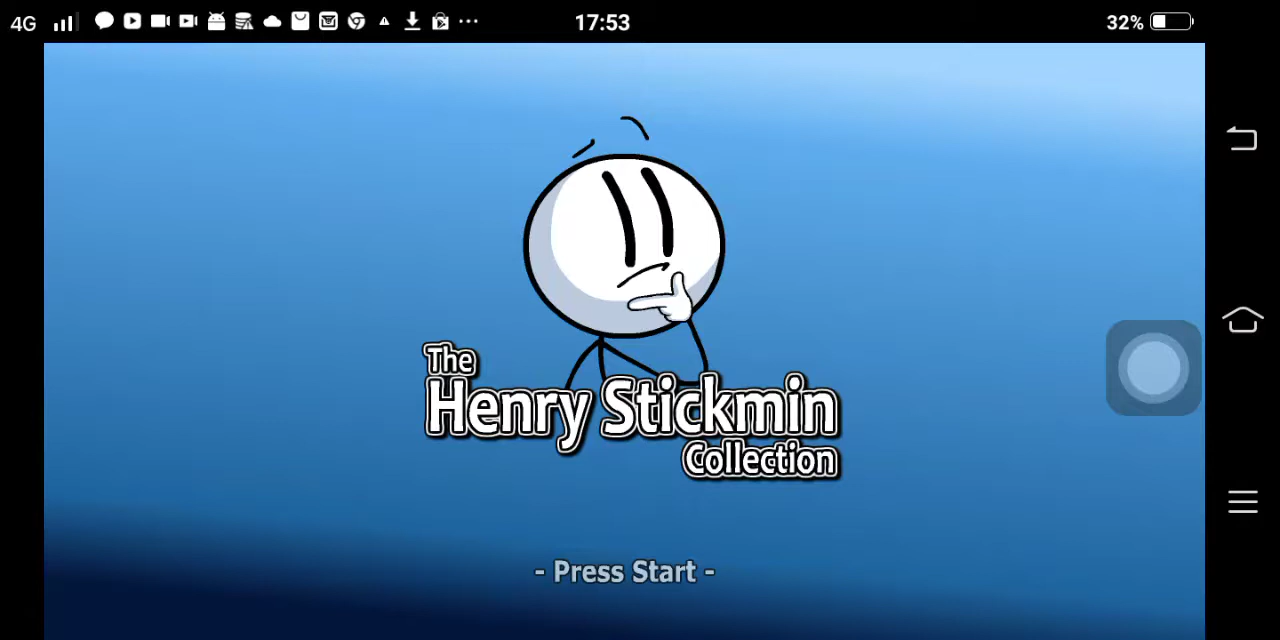 4G 17:53 32%
The
Henry Stickmin
Collection
- Press Start -